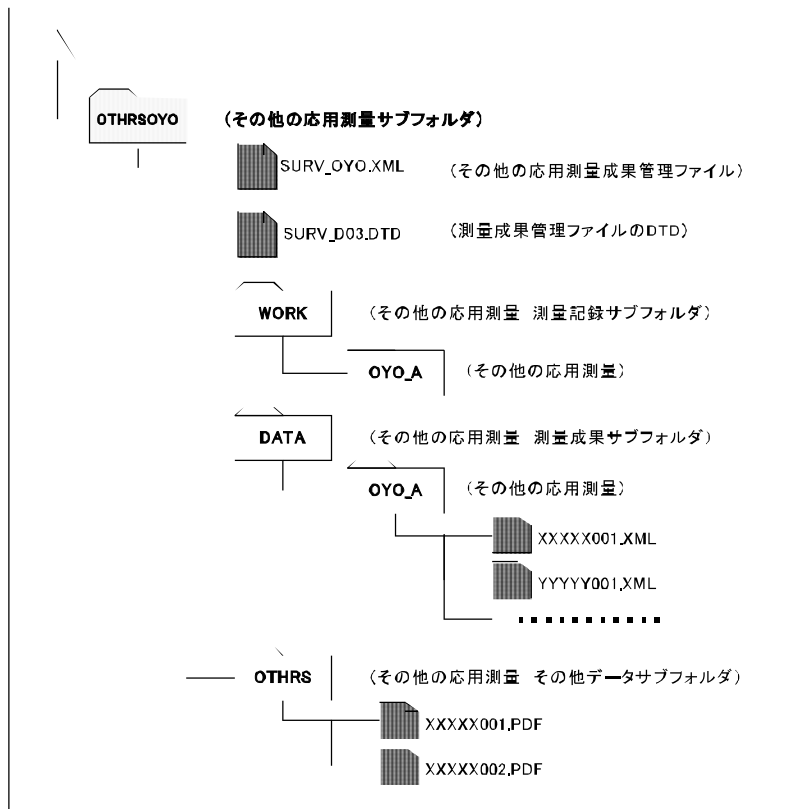 OTHRSOYO (その他の応用測量サブフォルダ)
SURV_OYO.XML (その他の応用測量成果管理ファイル)
SURV_D03.DTD (測量成果管理ファイルのDTD)
WORK (その他の応用測量 測量記録サブフォルダ)
OYO_A (その他の応用測量)
DATA (その他の応用測量 測量成果サブフォルダ)
OYO_A (その他の応用測量)
XXXXX001.XML
YYYYY001.XML
OTHRS (その他の応用測量 その他データサブフォルダ)
XXXXX001.PDF
XXXXX002.PDF